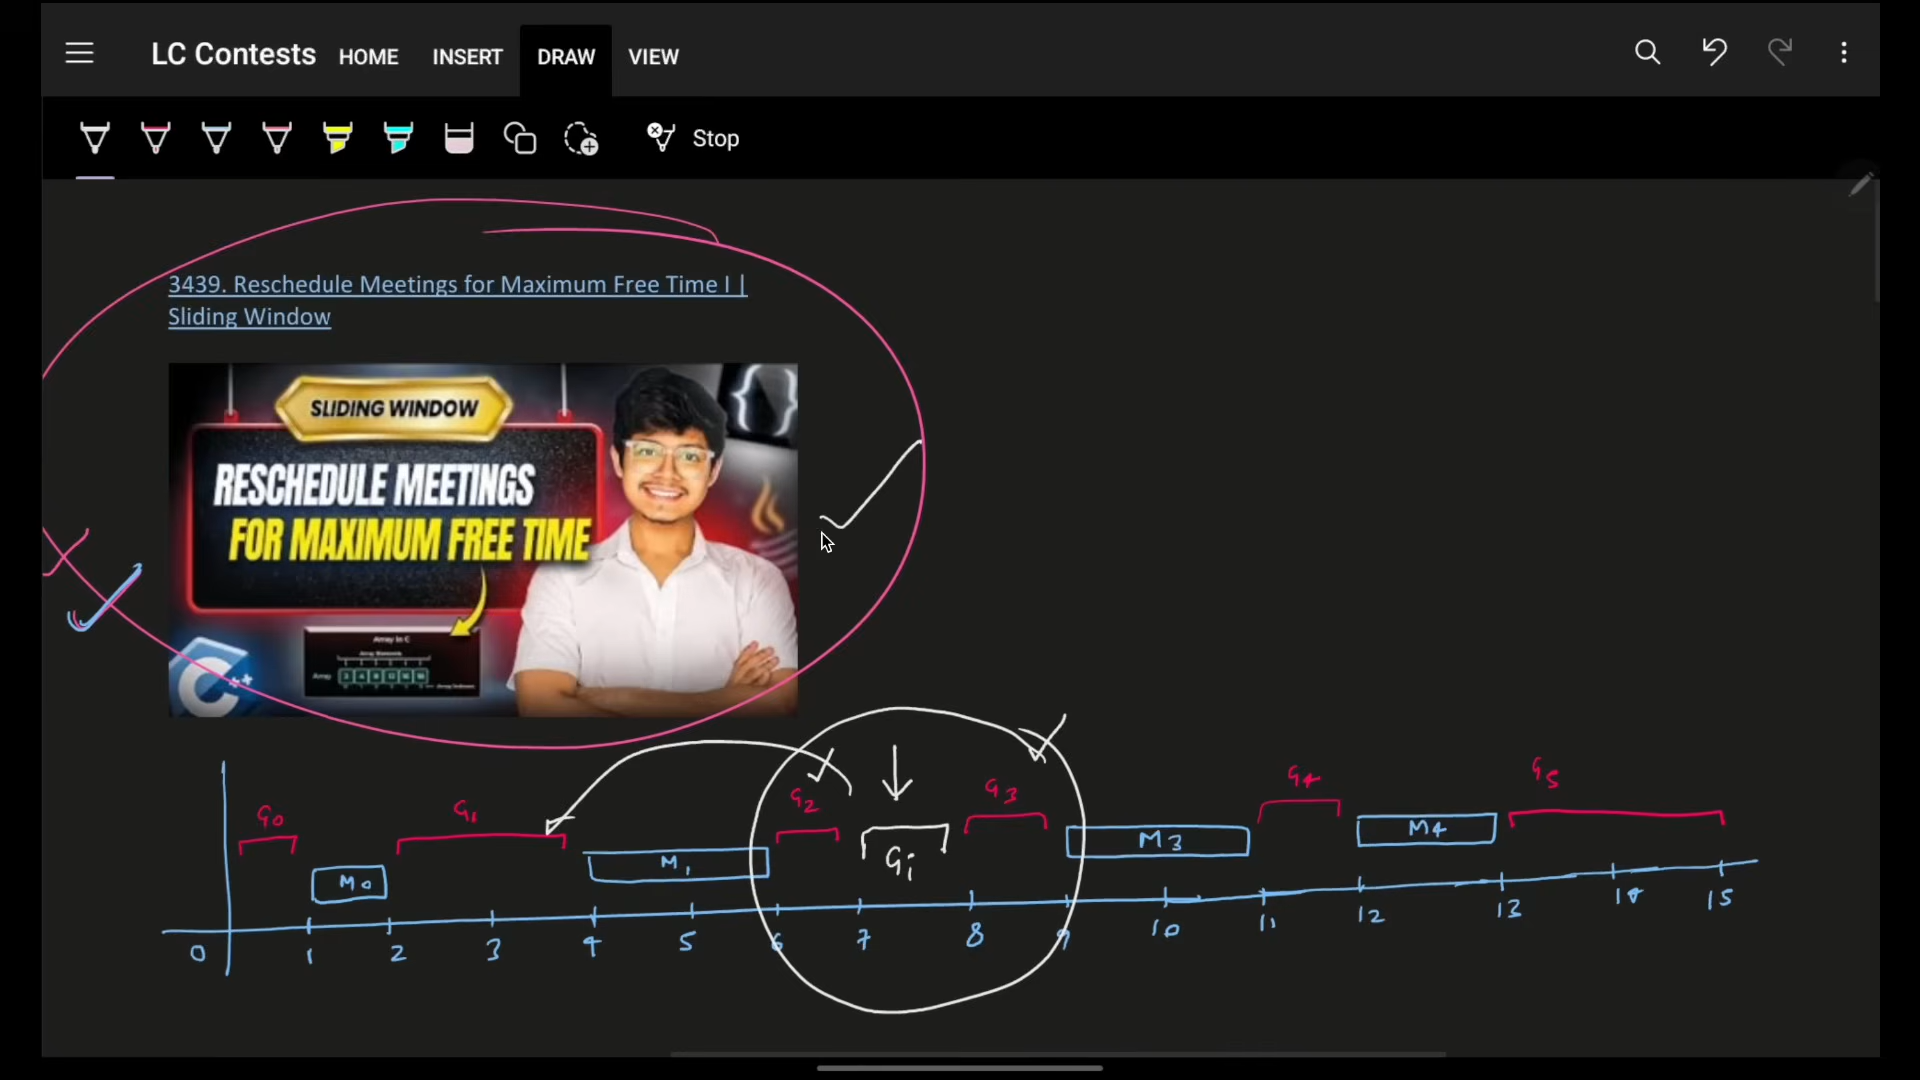 LC Contests HOME INSERT DRAW VIEW
Stop
3439. Reschedule Meetings for Maximum Free Time I |
Sliding Window
SLIDING WINDOW
RESCHEDULE MEETINGS
FOR MAXIMUM FREE TIME
Array in C
G0 G1 G2 G3 G4 G5
M0 M1 Gi M3 M4
0 1 2 3 4 5 6 7 8 9 10 11 12 13 14 15